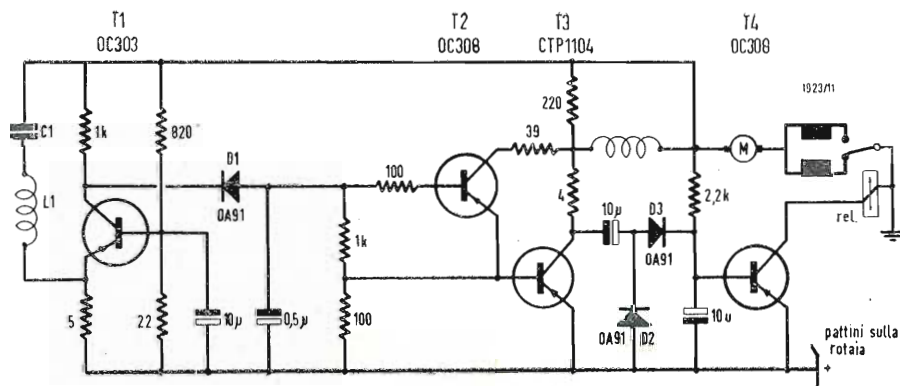 T1
OC303
T2
OC308
T3
CTP1104
T4
OC308
1923/11
C1
1k
820
220
39
M
D1
100
4
10µ
D3
2,2k
L1
OA91
1k
OA91
rel.
5
22
10µ
0,5µ
100
OA91 D2
10µ
pattini sulla
rotaia
+